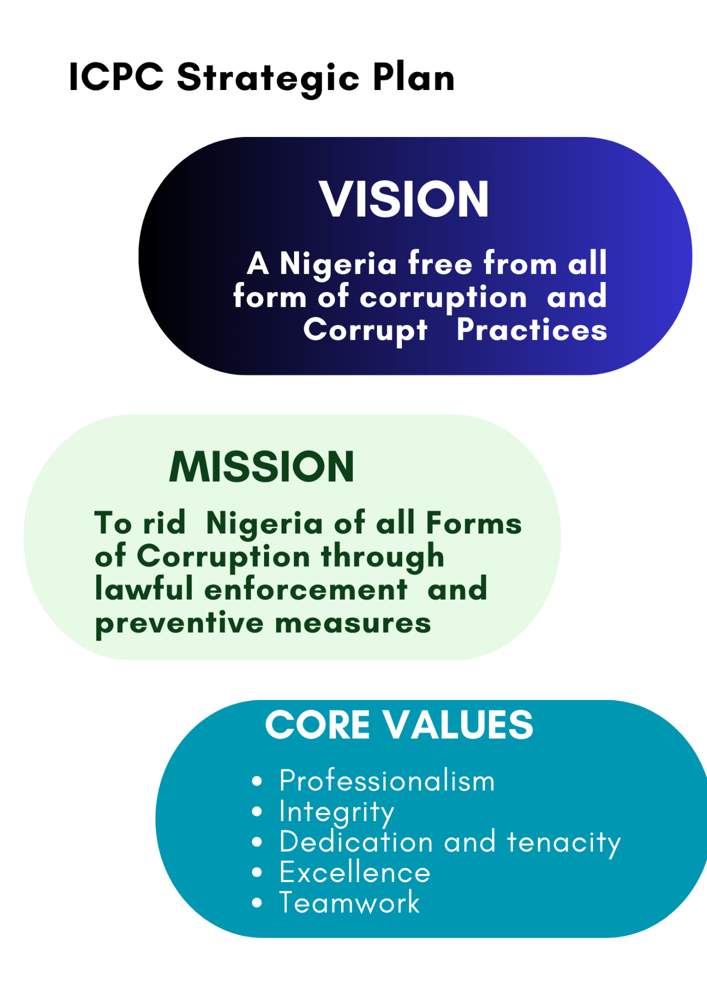 ICPC Strategic Plan
VISION
A Nigeria free from all
form of corruption and
Corrupt Practices
MISSION
To rid Nigeria of all Forms
of Corruption through
lawful enforcement and
preventive measures
CORE VALUES
• Professionalism
• Integrity
• Dedication and tenacity
• Excellence
• Teamwork